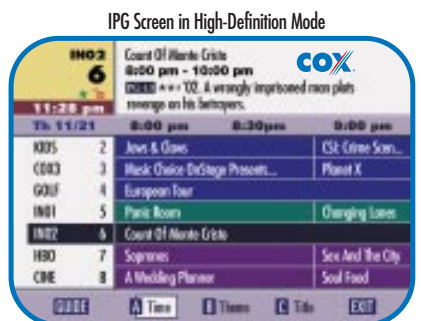 IPG Screen in High-Definition Mode
IN02
6
11:28 pm
Count Of Monte Cristo
8:00 pm - 10:00 pm
PG-13 ★★★ '02. A wrongly imprisoned man plots
revenge on his betrayers.
COX
Th 11/21 8:00 pm 8:30pm 9:00 pm
KIDS 2 Jaws & Claws CSI: Crime Scen...
COX3 3 Music Choice OnStage Presents... Planet X
GOLF 4 European Tour
IN01 5 Panic Room Changing Lanes
IN02 6 Count Of Monte Cristo
HBO 7 Sopranos Sex And The City
CINE 8 A Wedding Planner Soul Food
GUIDE A Time B Theme C Title EXIT